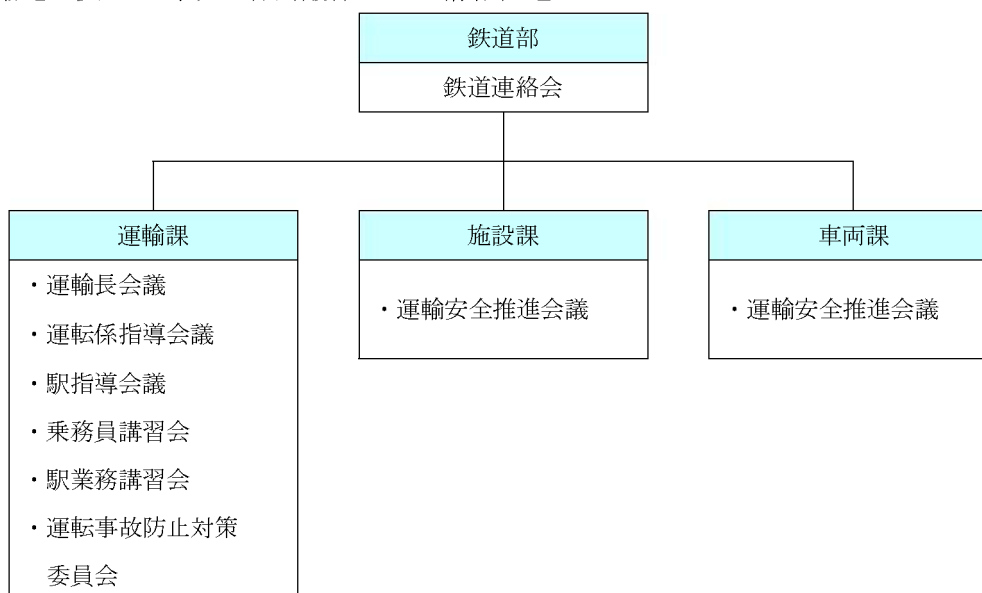 鉄道部
鉄道連絡会
運輸課
・運輸長会議
・運転係指導会議
・駅指導会議
・乗務員講習会
・駅業務講習会
・運転事故防止対策
委員会
施設課
・運輸安全推進会議
車両課
・運輸安全推進会議